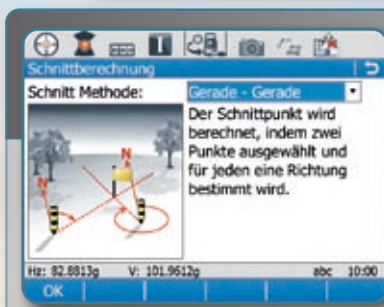 Schnittberechnung
Schnitt Methode:
Gerade - Gerade
Der Schnittpunkt wird
berechnet, indem zwei
Punkte ausgewählt und
für jeden eine Richtung
bestimmt wird.
N
N
Hz: 82.8813g V: 101.9612g abc 10:00
OK